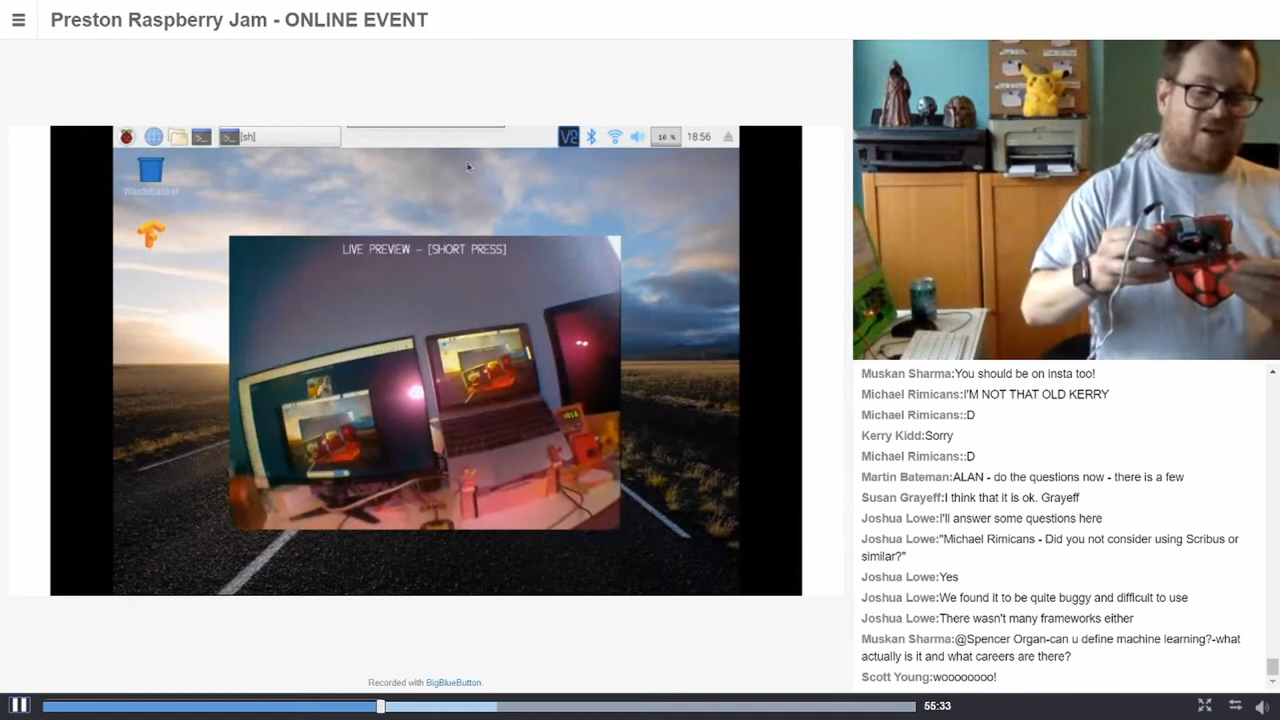 Preston Raspberry Jam - ONLINE EVENT
[sh]
16 %
18:56
Wastebasket
LIVE PREVIEW - [SHORT PRESS]
Muskan Sharma:You should be on insta too!
Michael Rimicans:I'M NOT THAT OLD KERRY
Michael Rimicans::D
Kerry Kidd:Sorry
Michael Rimicans::D
Martin Bateman:ALAN - do the questions now - there is a few
Susan Grayeff:I think that it is ok. Grayeff
Joshua Lowe:I'll answer some questions here
Joshua Lowe:"Michael Rimicans - Did you not consider using Scribus or
similar?"
Joshua Lowe:Yes
Joshua Lowe:We found it to be quite buggy and difficult to use
Joshua Lowe:There wasn't many frameworks either
Muskan Sharma:@Spencer Organ-can u define machine learning?-what
actually is it and what careers are there?
Scott Young:woooooooo!
Recorded with BigBlueButton.
55:33